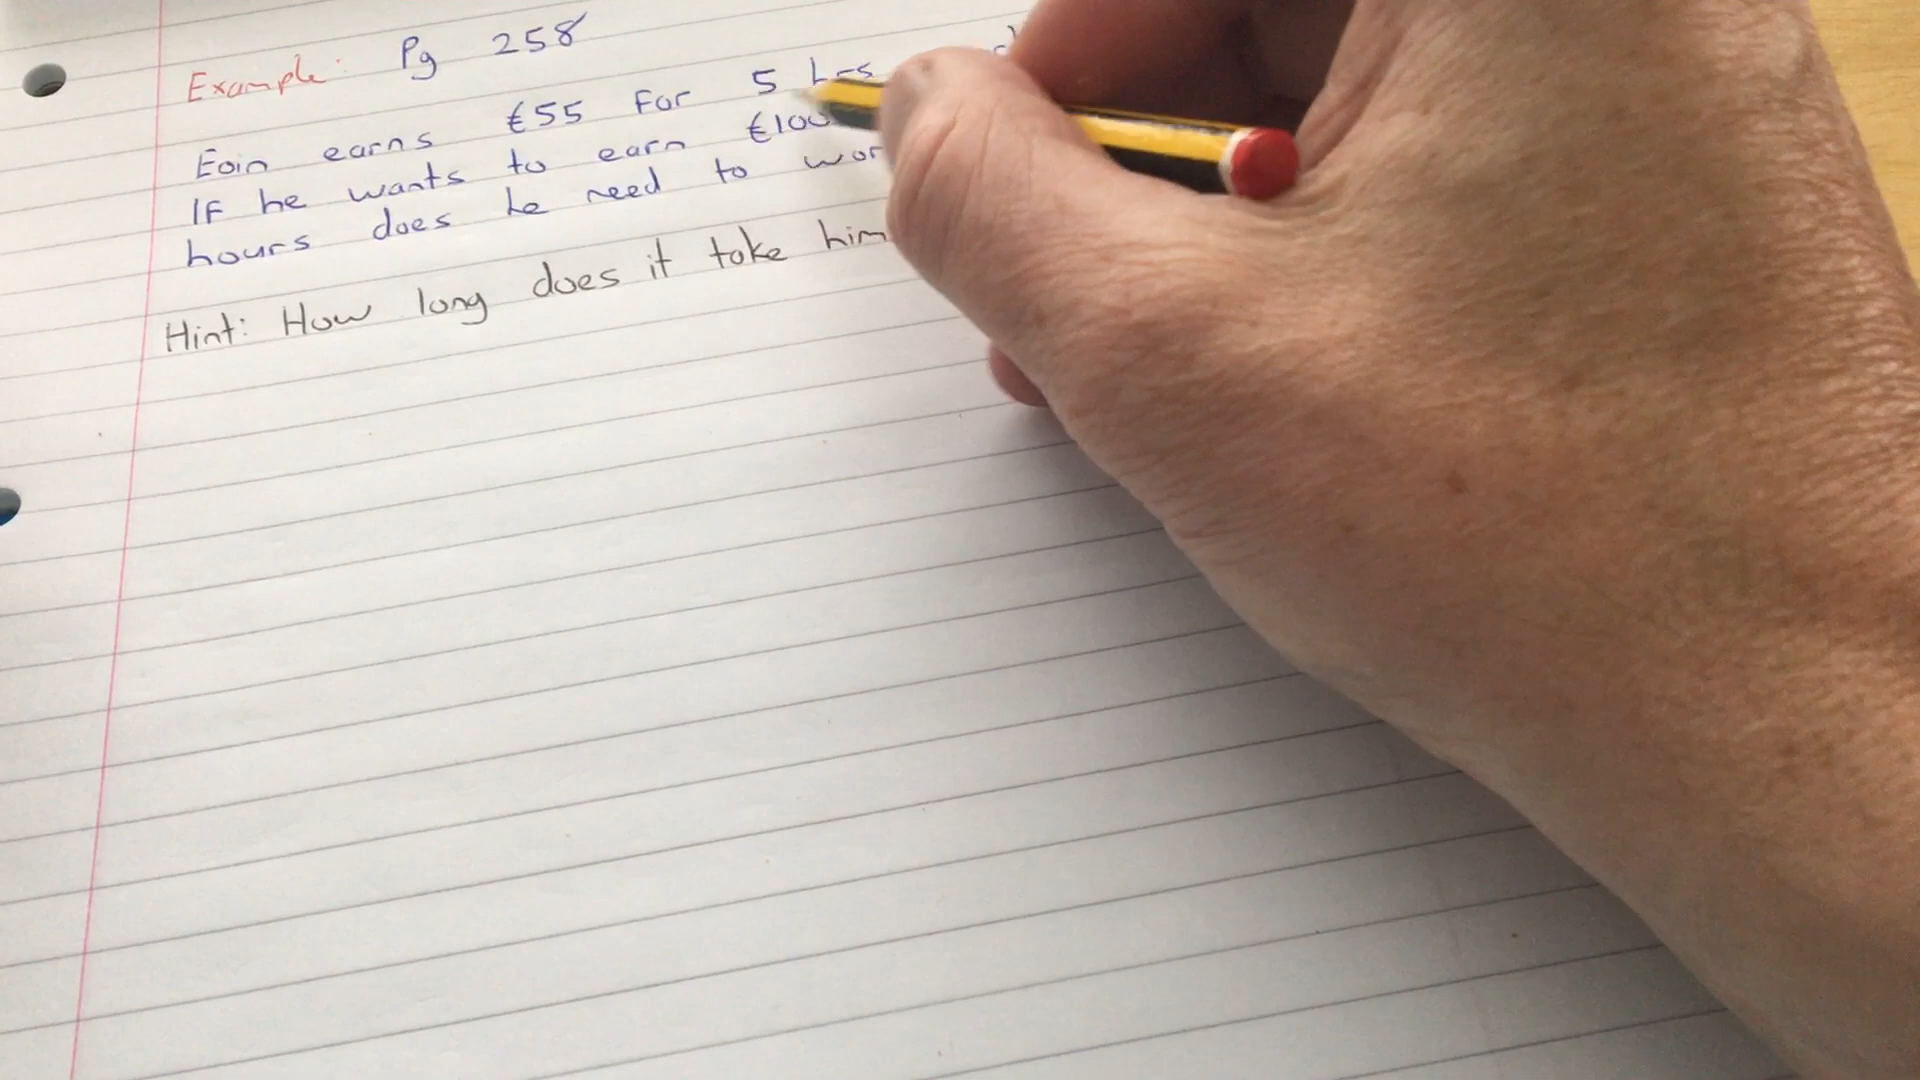 Example: Pg 258
Eoin earns €55 For 5 hrs
IF he wants to earn
hours does he need to
Hint: How long does it take him